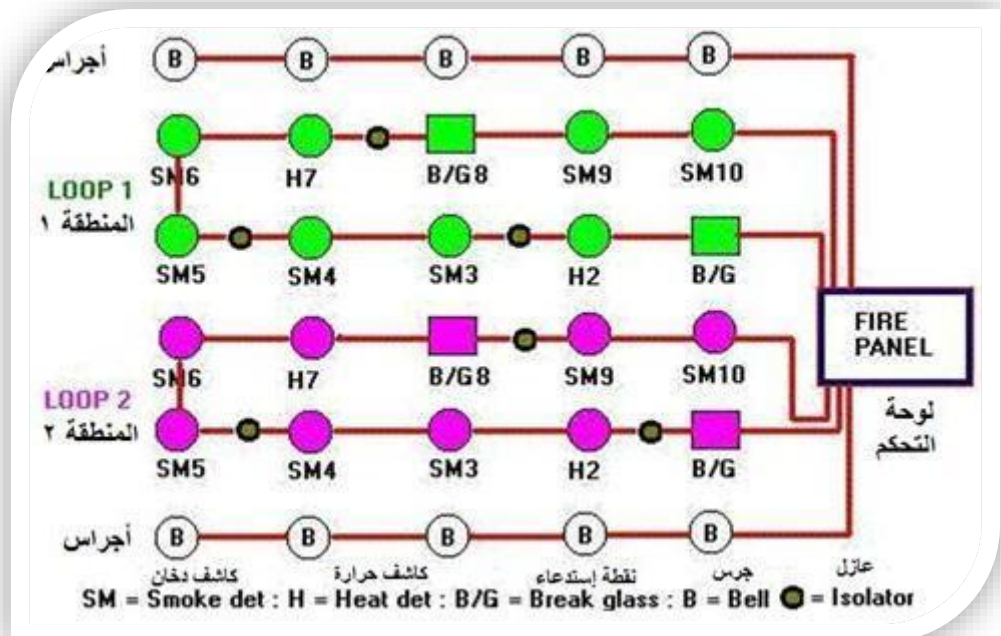 أجراس B B B B B
SM6 H7 B/G8 SM9 SM10
LOOP 1
المنطقة ١
SM5 SM4 SM3 H2 B/G
FIRE
PANEL
لوحة
التحكم
SM6 H7 B/G8 SM9 SM10
LOOP 2
المنطقة ٢
SM5 SM4 SM3 H2 B/G
أجراس B B B B B
كاشف دخان كاشف حرارة نقطة إستدعاء جرس عازل
SM = Smoke det : H = Heat det : B/G = Break glass : B = Bell = Isolator